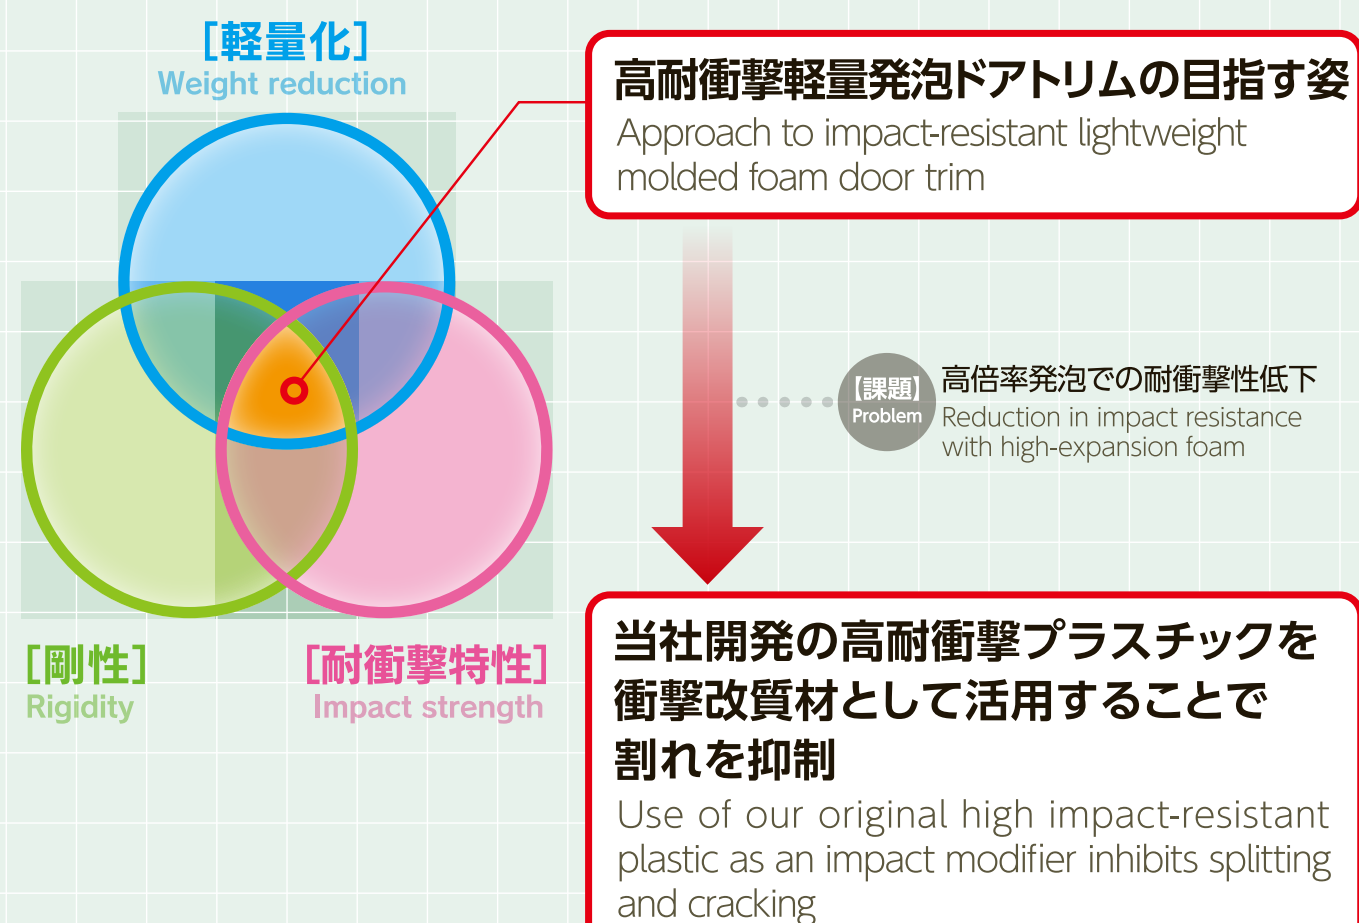 [軽量化]
Weight reduction
高耐衝撃軽量発泡ドアトリムの目指す姿
Approach to impact-resistant lightweight
molded foam door trim
【課題】
Problem
高倍率発泡での耐衝撃性低下
Reduction in impact resistance
with high-expansion foam
[剛性]
Rigidity
[耐衝撃特性]
Impact strength
当社開発の高耐衝撃プラスチックを
衝撃改質材として活用することで
割れを抑制
Use of our original high impact-resistant
plastic as an impact modifier inhibits splitting
and cracking